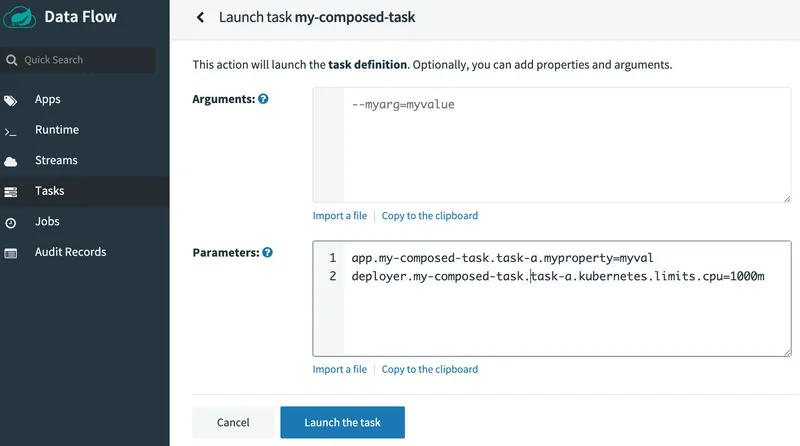 Data Flow
Launch task my-composed-task
Quick Search
This action will launch the task definition. Optionally, you can add properties and arguments.
Apps
Arguments: ?
--myarg=myvalue
Runtime
Streams
Tasks
Import a file | Copy to the clipboard
Jobs
Audit Records
Parameters: ?
1 app.my-composed-task.task-a.myproperty=myval
2 deployer.my-composed-task.task-a.kubernetes.limits.cpu=1000m
Import a file | Copy to the clipboard
Cancel
Launch the task